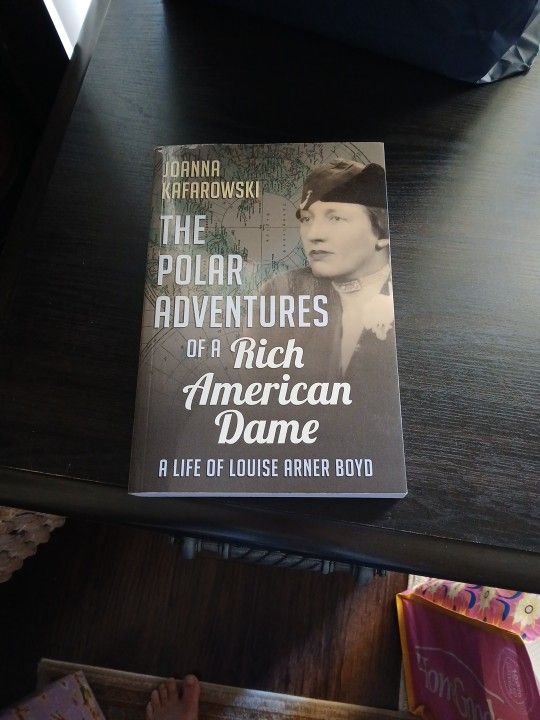 JOANNA
KAFAROWSKI
THE
POLAR
ADVENTURES
OF A Rich
American
Dame
A LIFE OF LOUISE ARNER BOYD